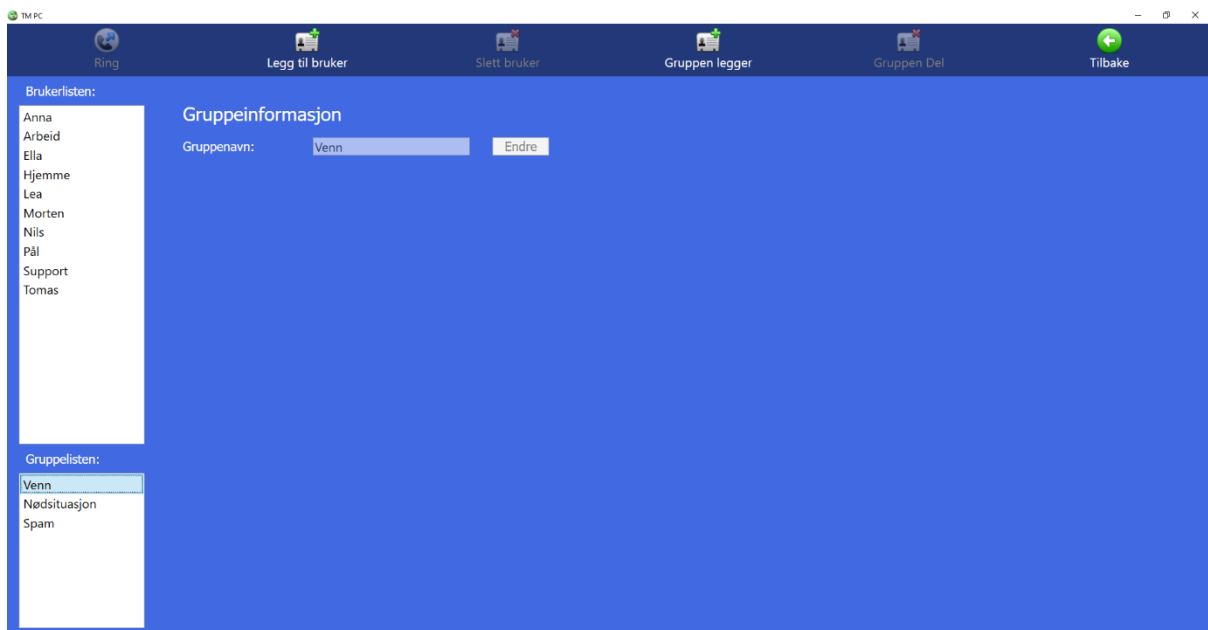 TM PC
Ring
Legg til bruker
Slett bruker
Gruppen legger
Gruppen Del
Tilbake
Brukerlisten:
Anna
Arbeid
Ella
Hjemme
Lea
Morten
Nils
Pål
Support
Tomas
Gruppeinformasjon
Gruppenavn: Venn Endre
Gruppelisten:
Venn
Nødsituasjon
Spam